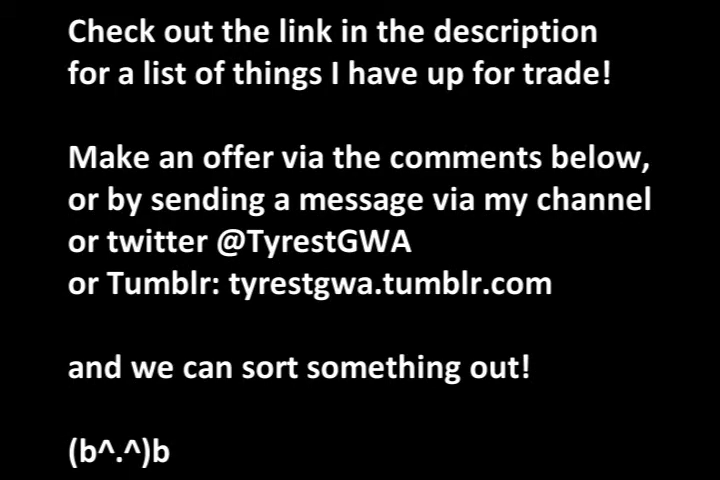 Check out the link in the description
for a list of things I have up for trade!
Make an offer via the comments below,
or by sending a message via my channel
or twitter @TyrestGWA
or Tumblr: tyrestgwa.tumblr.com
and we can sort something out!
(b^.^)b